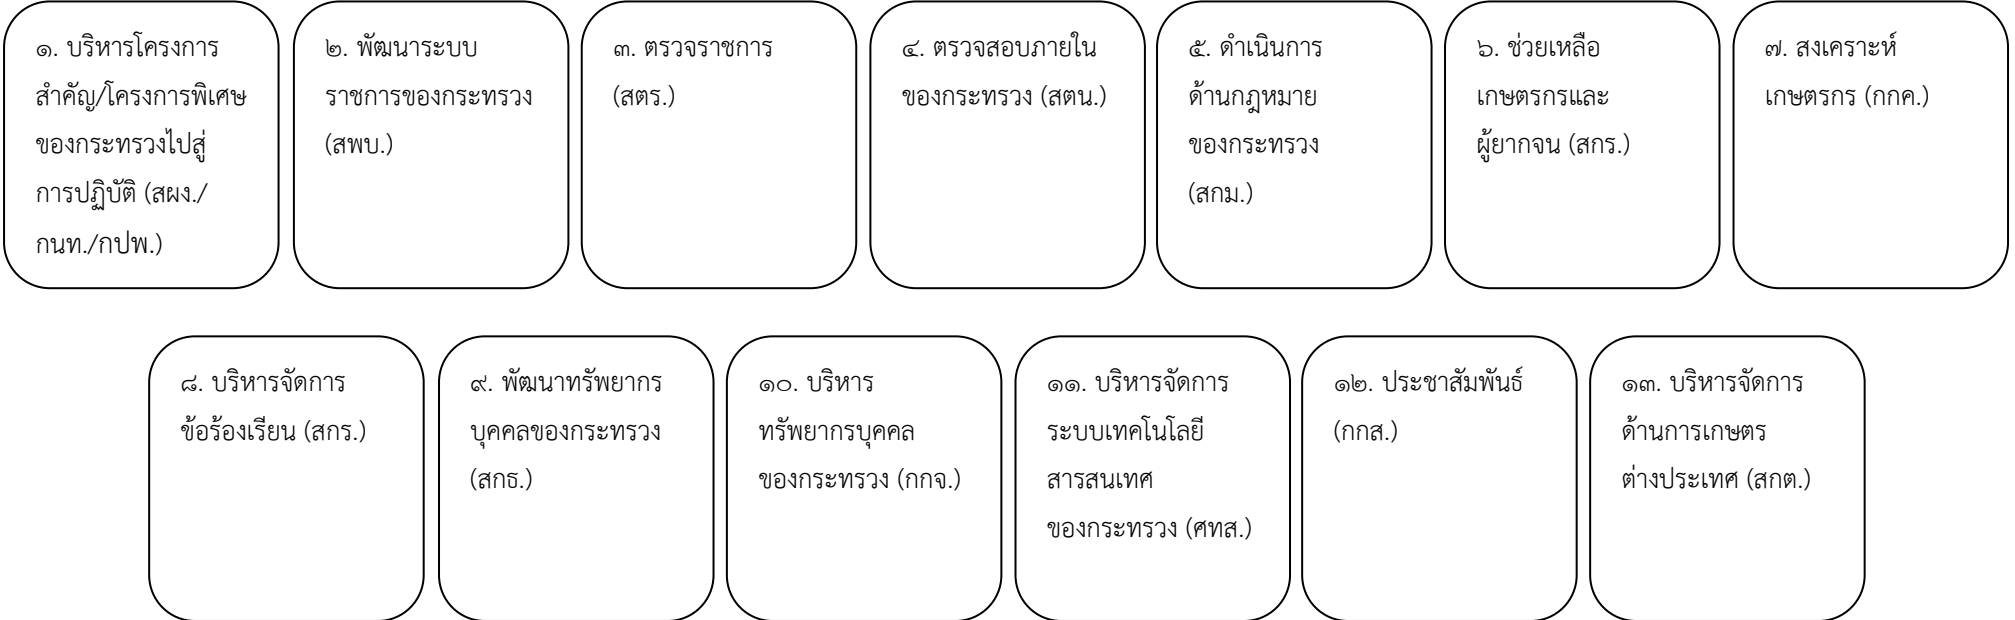 ๑. บริหารโครงการ
สำคัญ/โครงการพิเศษ
ของกระทรวงไปสู่
การปฏิบัติ (สผง./
กนท./กปพ.)
๒. พัฒนาระบบ
ราชการของกระทรวง
(สพบ.)
๓. ตรวจราชการ
(สตร.)
๔. ตรวจสอบภายใน
ของกระทรวง (สตน.)
๕. ดำเนินการ
ด้านกฎหมาย
ของกระทรวง
(สกม.)
๖. ช่วยเหลือ
เกษตรกรและ
ผู้ยากจน (สกร.)
๗. สงเคราะห์
เกษตรกร (กกค.)
๘. บริหารจัดการ
ข้อร้องเรียน (สกร.)
๙. พัฒนาทรัพยากร
บุคคลของกระทรวง
(สกธ.)
๑๐. บริหาร
ทรัพยากรบุคคล
ของกระทรวง (กกจ.)
๑๑. บริหารจัดการ
ระบบเทคโนโลยี
สารสนเทศ
ของกระทรวง (ศทส.)
๑๒. ประชาสัมพันธ์
(กกส.)
๑๓. บริหารจัดการ
ด้านการเกษตร
ต่างประเทศ (สกต.)